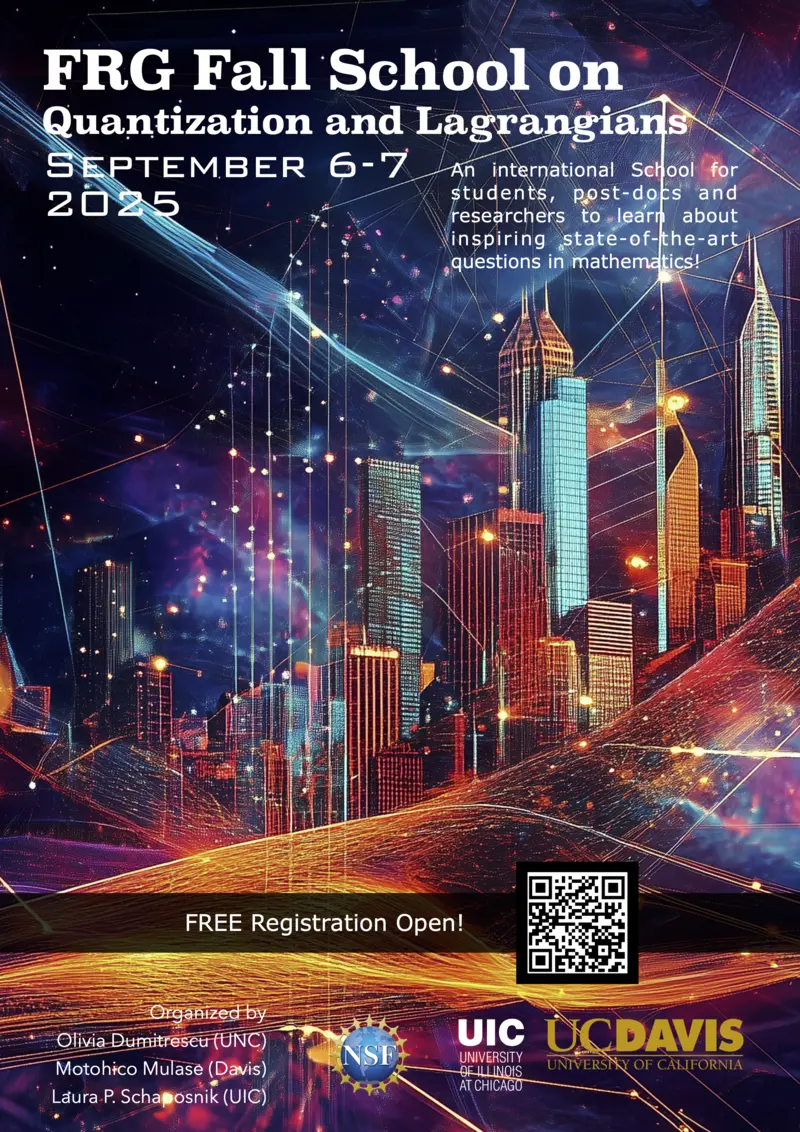 FRG Fall School on
Quantization and Lagrangians
SEPTEMBER 6-7
2025
An international School for
students, post-docs and
researchers to learn about
inspiring state-of-the-art
questions in mathematics!
FREE Registration Open!
Organized by
Olivia Dumitrescu (UNC)
Motohico Mulase (Davis)
Laura P. Schaposnik (UIC)
NSF
UIC
UNIVERSITY
OF ILLINOIS
AT CHICAGO
UCDAVIS
UNIVERSITY OF CALIFORNIA